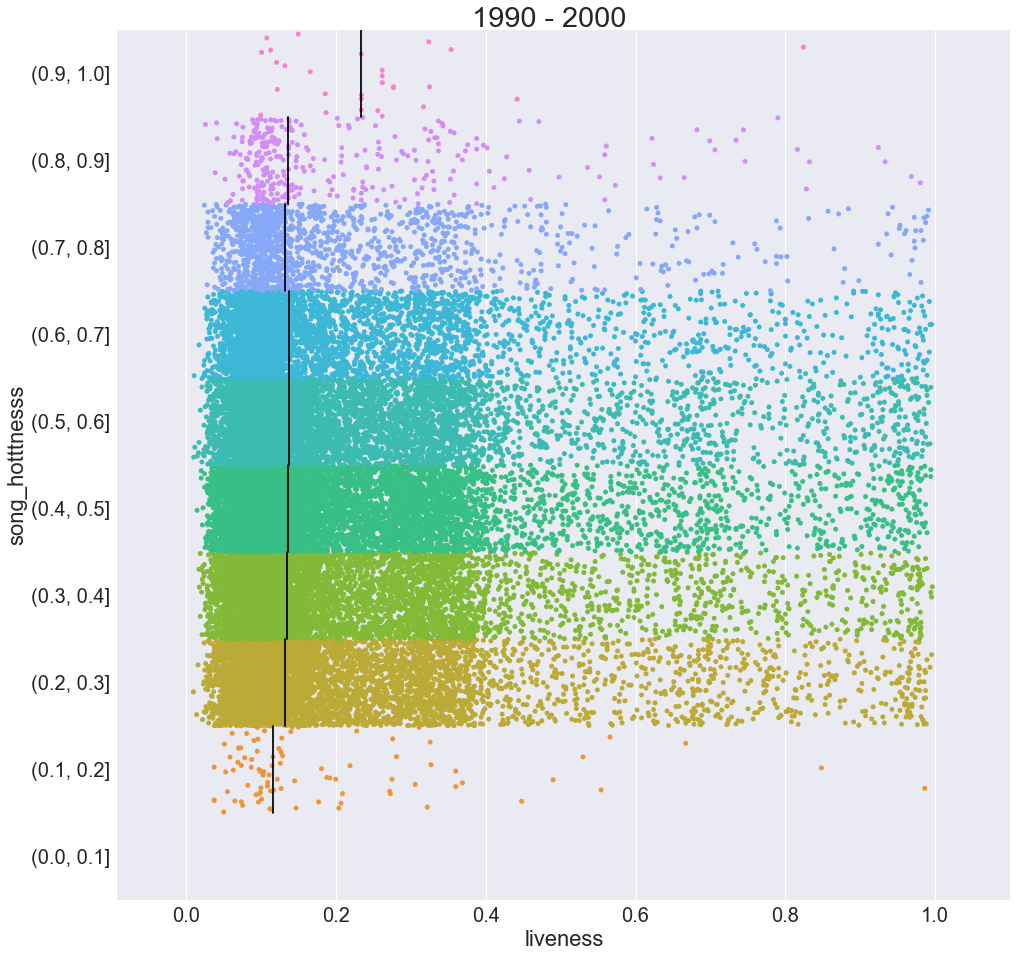 1990 - 2000
(0.9, 1.0]
(0.8, 0.9]
(0.7, 0.8]
(0.6, 0.7]
(0.5, 0.6]
(0.4, 0.5]
(0.3, 0.4]
(0.2, 0.3]
(0.1, 0.2]
(0.0, 0.1]
song_hotttnesss
0.0 0.2 0.4 0.6 0.8 1.0
liveness